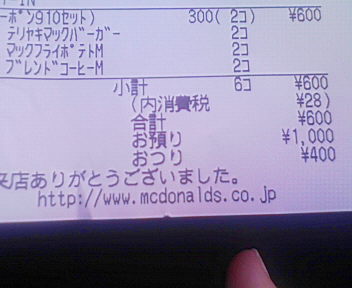 ーポン910セット) 300( 2コ) ¥600
テリヤキマックバーガー 2コ
マックフライポテトM 2コ
ブレンドコーヒーM 2コ
小計 6コ ¥600
(内消費税 ¥28)
合計 ¥600
お預り ¥1,000
おつり ¥400
来店ありがとうございました。
http://www.mcdonalds.co.jp